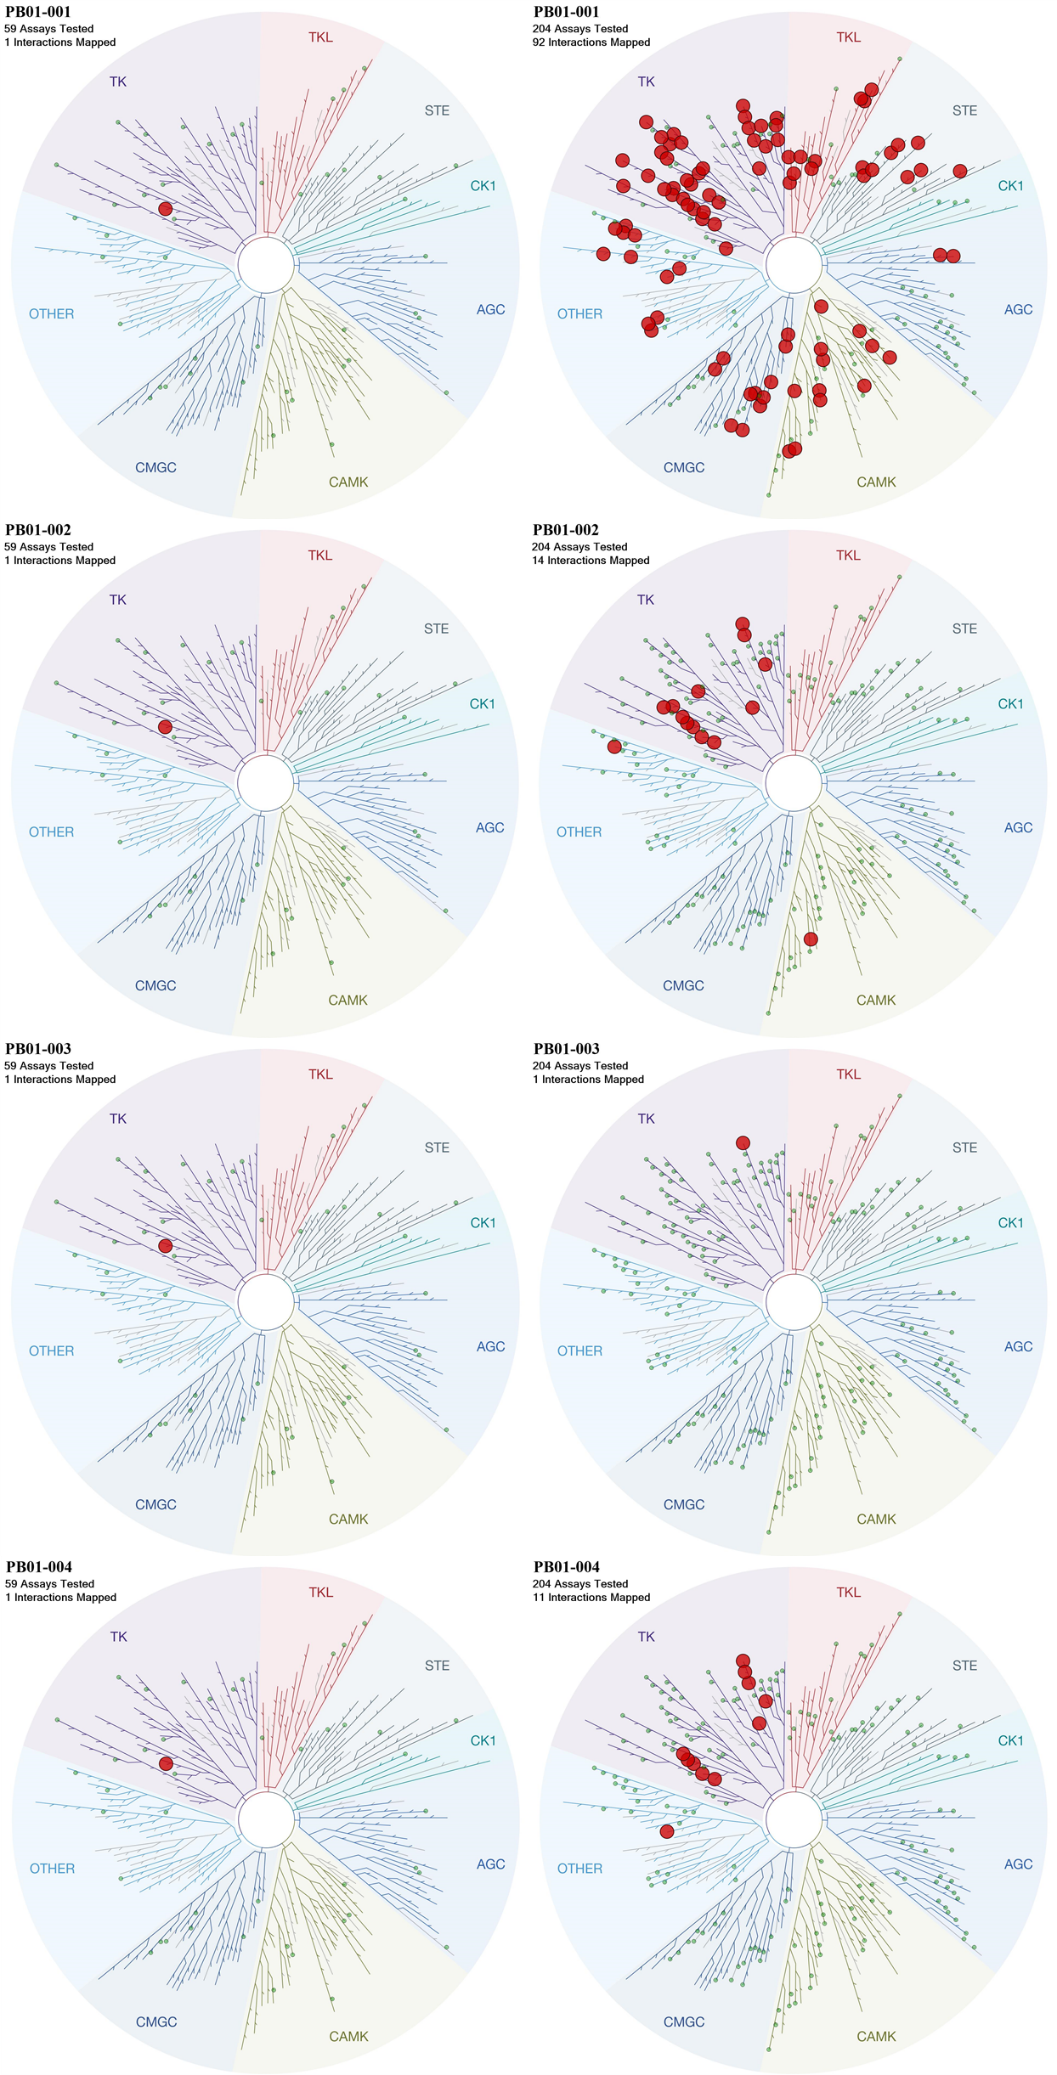 PB01-001
59 Assays Tested
1 Interactions Mapped
TK
TKL
STE
CK1
AGC
CAMK
CMGC
OTHER
PB01-001
204 Assays Tested
92 Interactions Mapped
TK
TKL
STE
CK1
AGC
CAMK
CMGC
OTHER
PB01-002
59 Assays Tested
1 Interactions Mapped
TK
TKL
STE
CK1
AGC
CAMK
CMGC
OTHER
PB01-002
204 Assays Tested
14 Interactions Mapped
TK
TKL
STE
CK1
AGC
CAMK
CMGC
OTHER
PB01-003
59 Assays Tested
1 Interactions Mapped
TK
TKL
STE
CK1
AGC
CAMK
CMGC
OTHER
PB01-003
204 Assays Tested
1 Interactions Mapped
TK
TKL
STE
CK1
AGC
CAMK
CMGC
OTHER
PB01-004
59 Assays Tested
1 Interactions Mapped
TK
TKL
STE
CK1
AGC
CAMK
CMGC
OTHER
PB01-004
204 Assays Tested
11 Interactions Mapped
TK
TKL
STE
CK1
AGC
CAMK
CMGC
OTHER